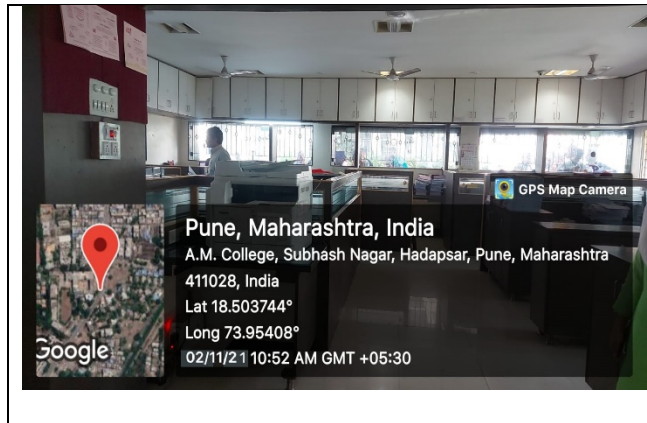 GPS Map Camera
Pune, Maharashtra, India
A.M. College, Subhash Nagar, Hadapsar, Pune, Maharashtra
411028, India
Lat 18.503744°
Long 73.95408°
02/11/21 10:52 AM GMT +05:30
Google